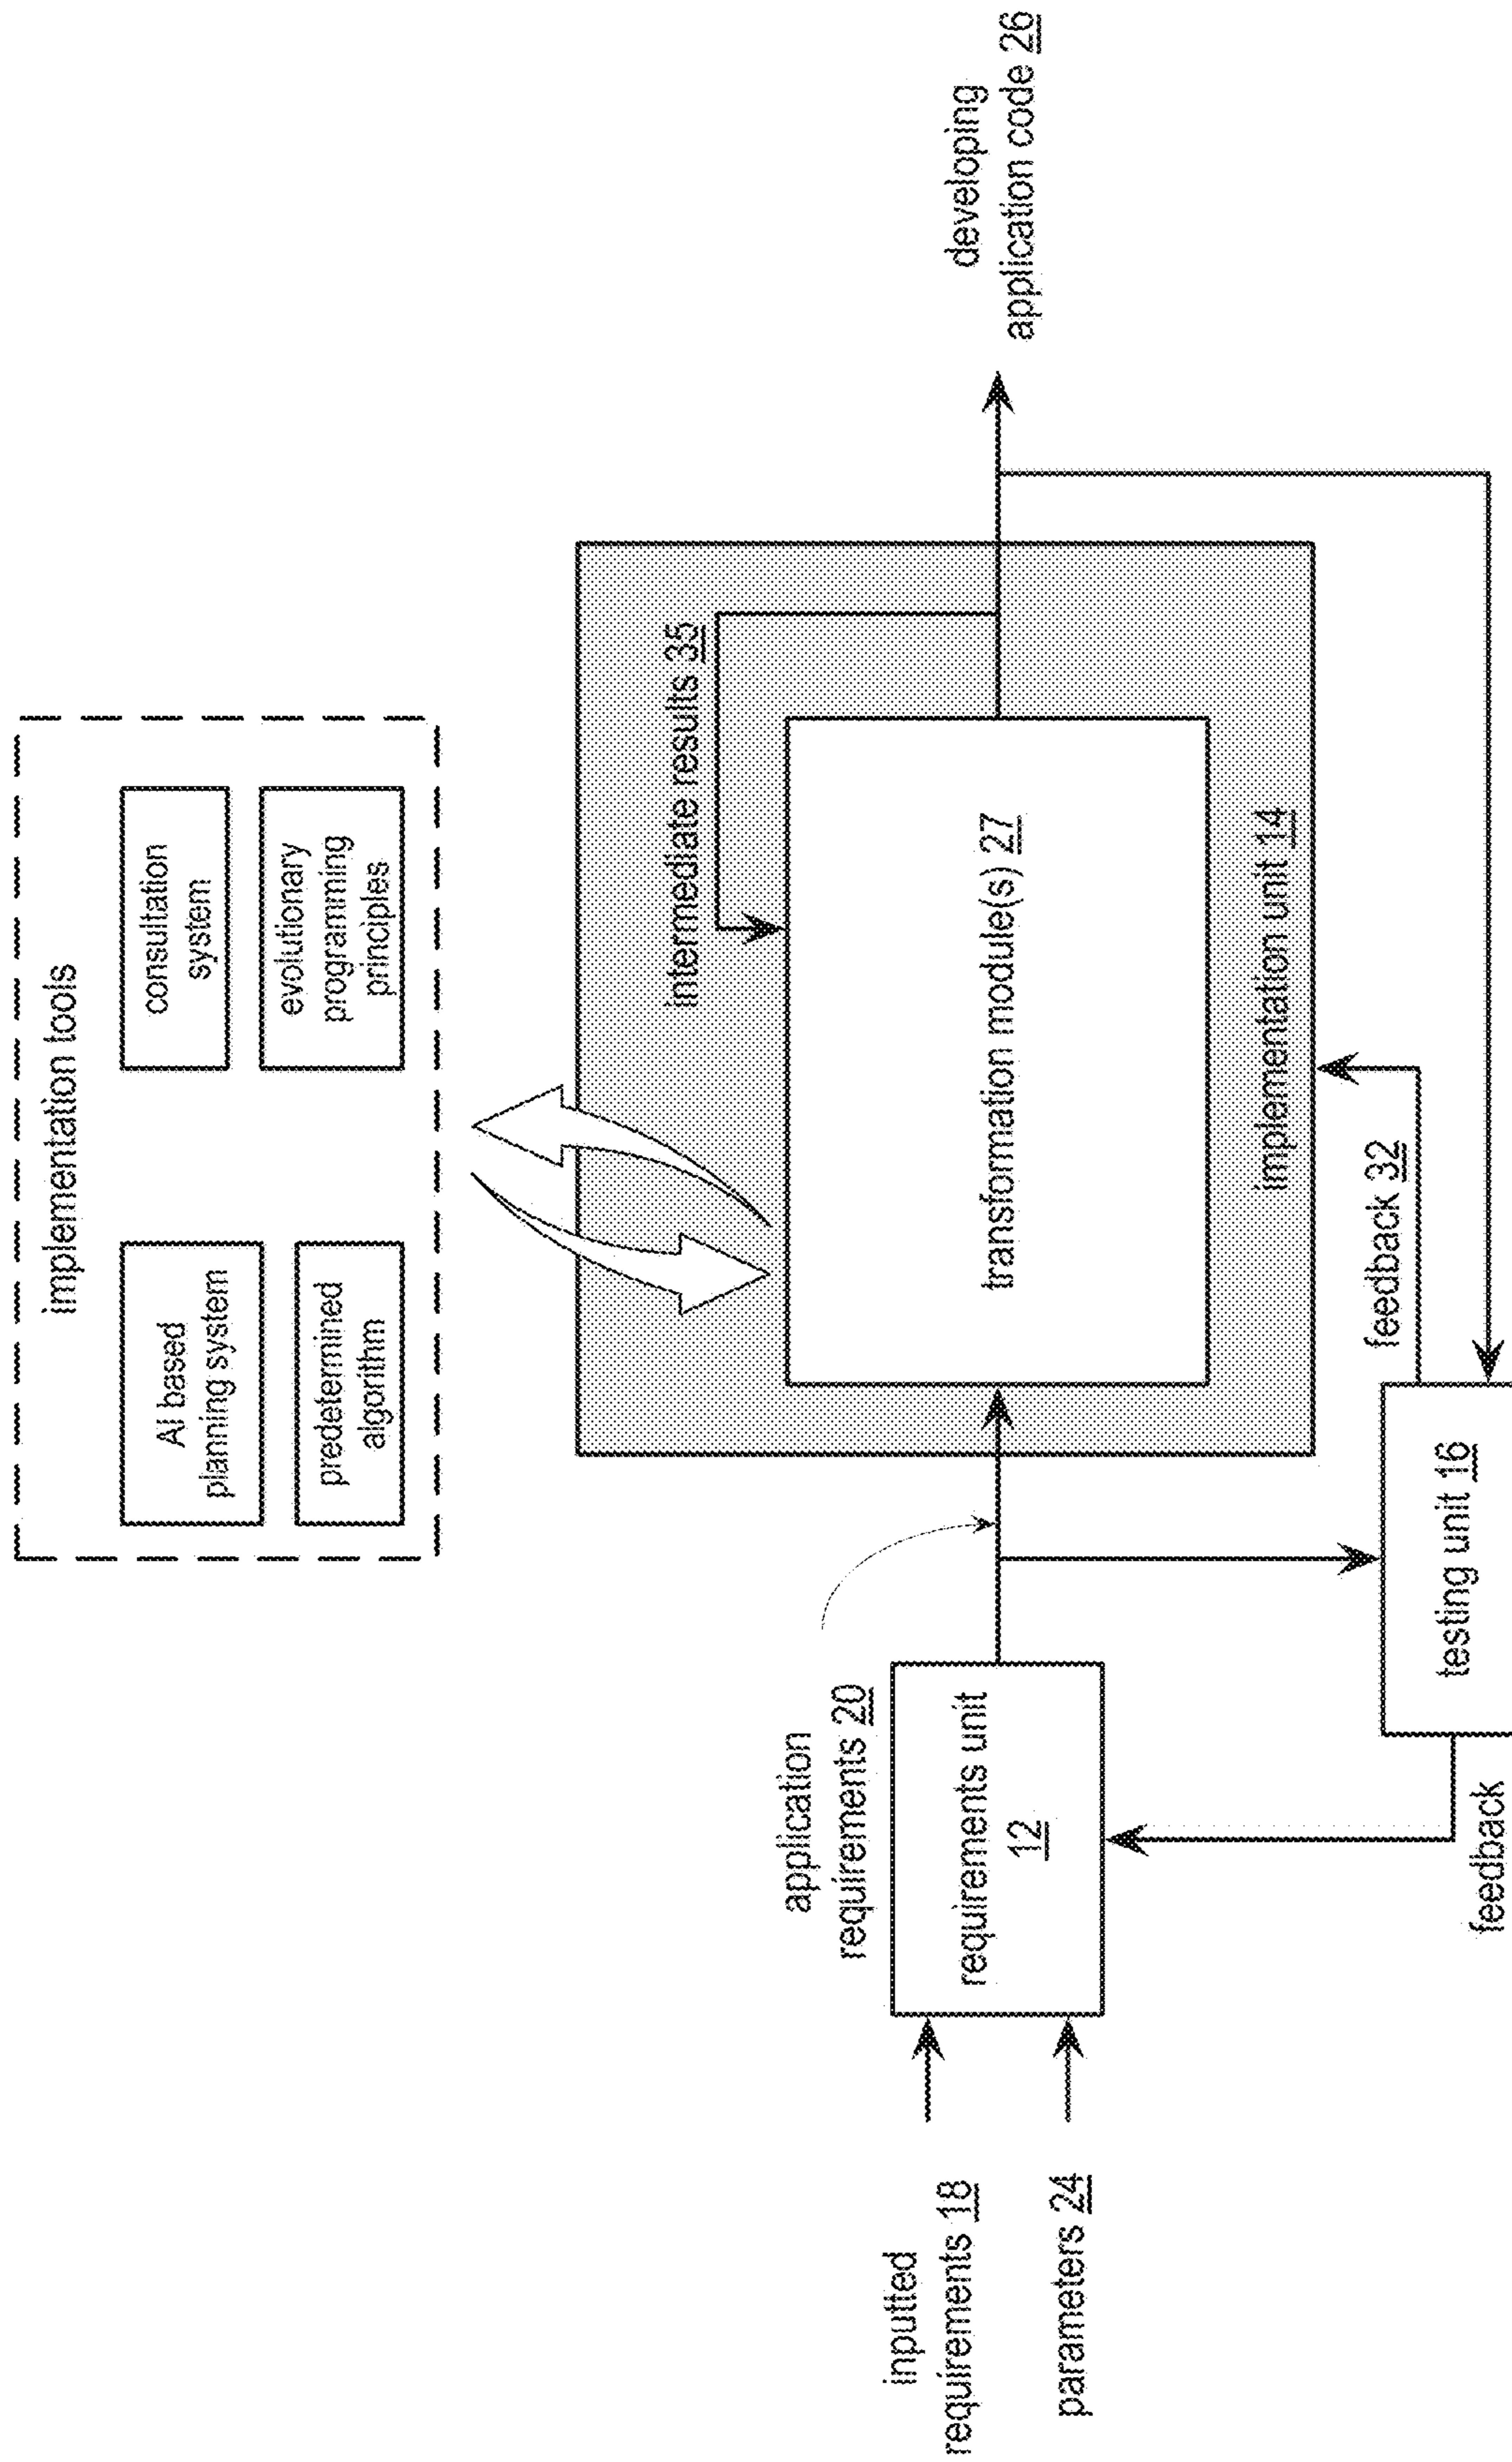 implementation tools
AI based
planning system
consultation
system
predetermined
algorithm
evolutionary
programming
principles
intermediate results 35
application
requirements 20
inputted
requirements 18
parameters 24
requirements unit
12
transformation module(s) 27
implementation unit 14
developing
application code 26
feedback 32
testing unit 16
feedback